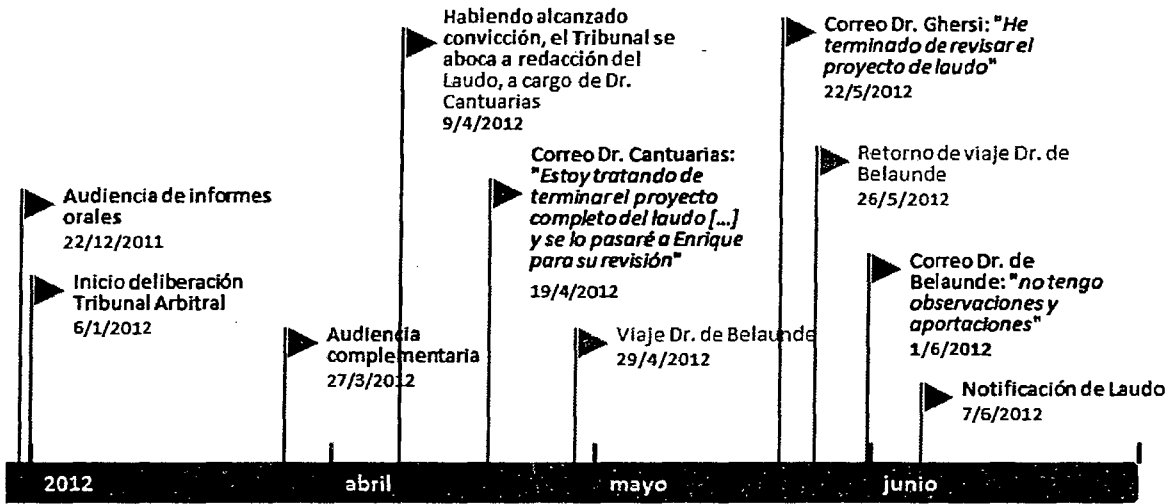 Audiencia de informes
orales
22/12/2011
Inicio deliberación
Tribunal Arbitral
6/1/2012
Audiencia
complementaria
27/3/2012
Habiendo alcanzado
convicción, el Tribunal se
aboca a redacción del
Laudo, a cargo de Dr.
Cantuarias
9/4/2012
Correo Dr. Cantuarias:
"Estoy tratando de
terminar el proyecto
completo del laudo [...]
y se lo pasaré a Enrique
para su revisión"
19/4/2012
Viaje Dr. de Belaunde
29/4/2012
Correo Dr. Ghersi: "He
terminado de revisar el
proyecto de laudo"
22/5/2012
Retorno de viaje Dr. de
Belaunde
26/5/2012
Correo Dr. de
Belaunde: "no tengo
observaciones y
aportaciones"
1/6/2012
Notificación de Laudo
7/6/2012
2012 abril mayo junio